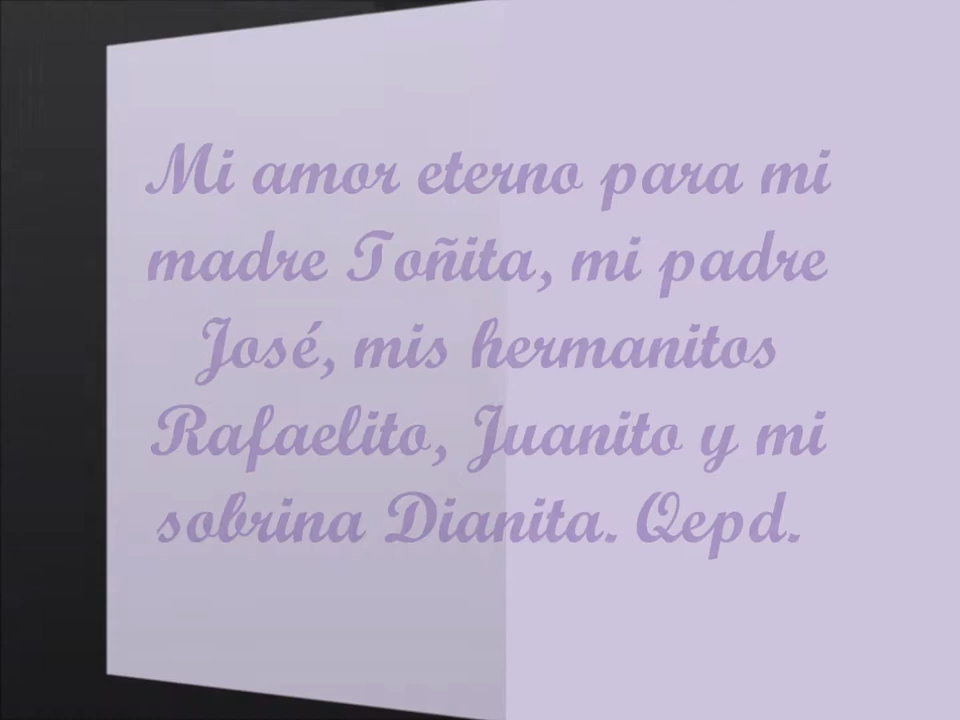 Mi amor eterno para mi
madre Toñita, mi padre
José, mis hermanitos
Rafaelito, Juanito y mi
sobrina Dianita. Qepd.